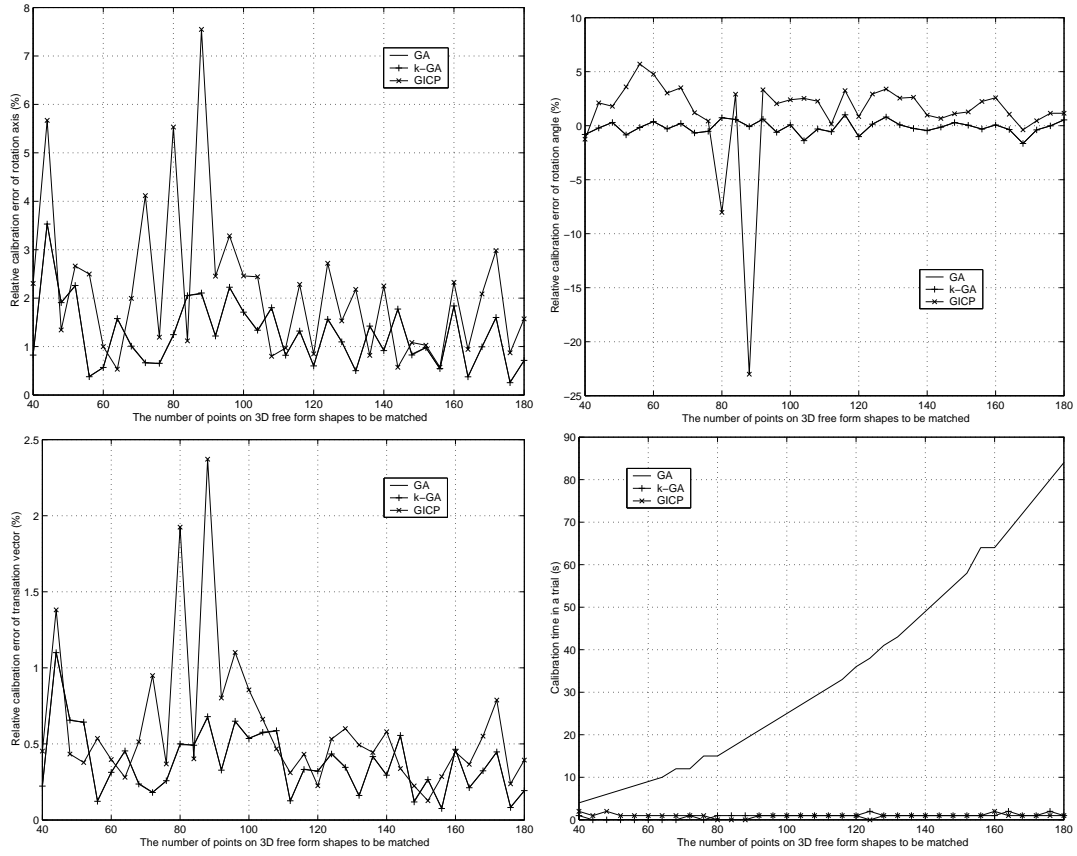 Relative calibration error of rotation axis (%)
8
7
6
5
4
3
2
1
0
GA
k−GA
GICP
40 60 80 100 120 140 160 180
The number of points on 3D free form shapes to be matched
Relative calibration error of rotation angle (%)
10
5
0
−5
−10
−15
−20
−25
GA
k−GA
GICP
40 60 80 100 120 140 160 180
The number of points on 3D free form shapes to be matched
Relative calibration error of translation vector (%)
2.5
2
1.5
1
0.5
0
GA
k−GA
GICP
40 60 80 100 120 140 160 180
The number of points on 3D free form shapes to be matched
Calibration time in a trial (s)
90
80
70
60
50
40
30
20
10
0
GA
k−GA
GICP
40 60 80 100 120 140 160 180
The number of points on 3D free form shapes to be matched